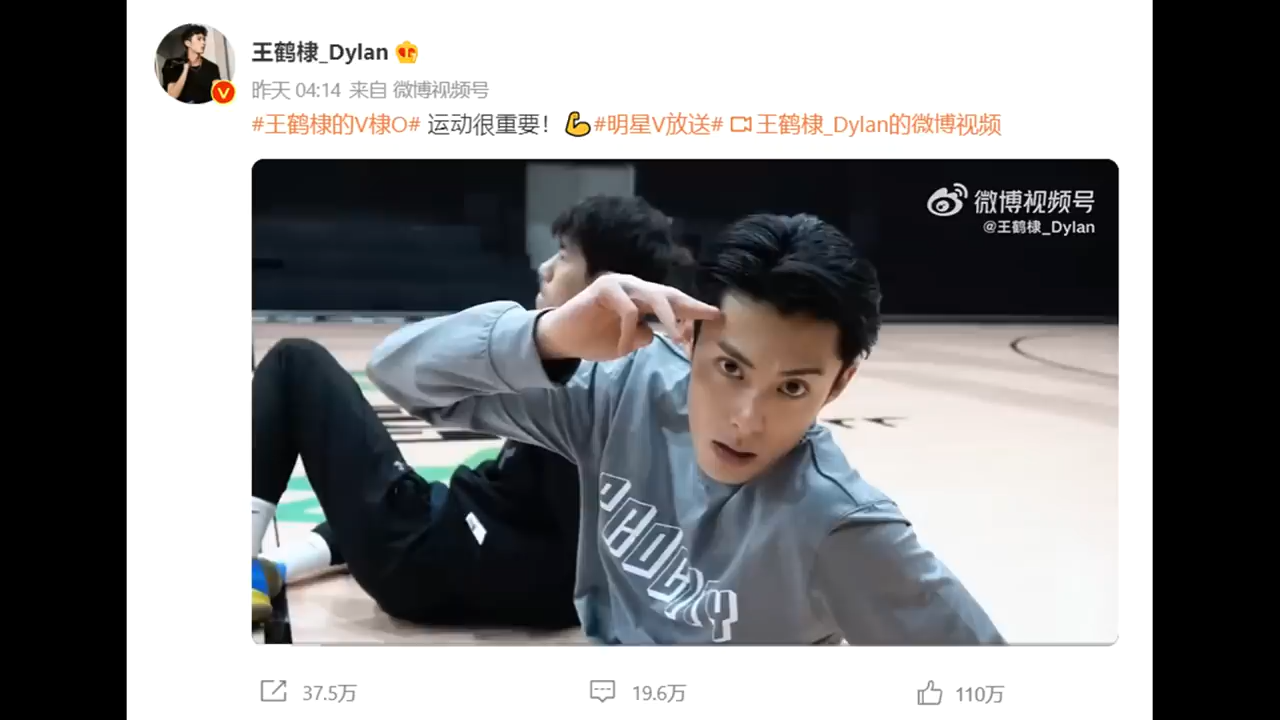 王鹤棣_Dylan
昨天 04:14 来自 微博视频号
#王鹤棣的V棣O# 运动很重要！💪#明星V放送# 王鹤棣_Dylan的微博视频
微博视频号
@王鹤棣_Dylan
37.5万 19.6万 110万